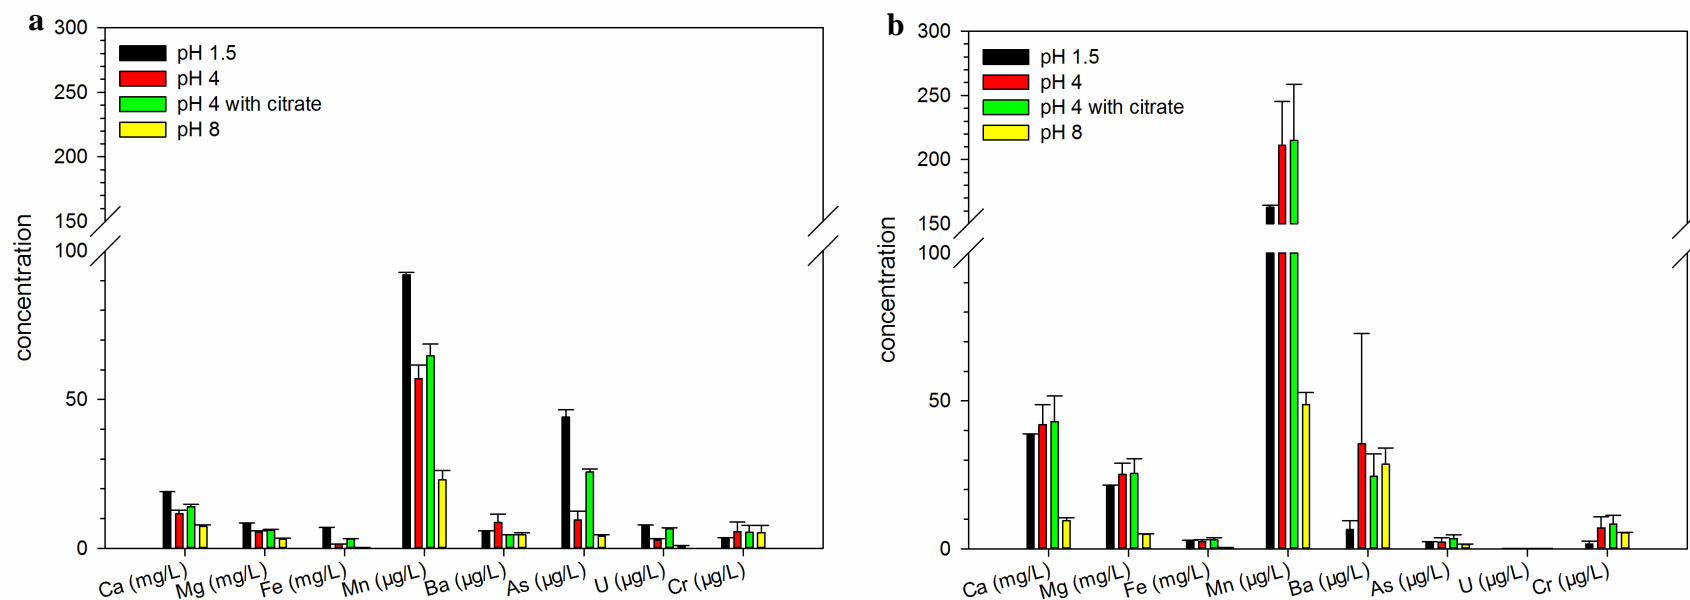 a
300
250
200
150
100
50
0
concentration
pH 1.5
pH 4
pH 4 with citrate
pH 8
Ca (mg/L)
Mg (mg/L)
Fe (mg/L)
Mn (µg/L)
Ba (µg/L)
As (µg/L)
U (µg/L)
Cr (µg/L)
b
300
250
200
150
100
50
0
concentration
pH 1.5
pH 4
pH 4 with citrate
pH 8
Ca (mg/L)
Mg (mg/L)
Fe (mg/L)
Mn (µg/L)
Ba (µg/L)
As (µg/L)
U (µg/L)
Cr (µg/L)